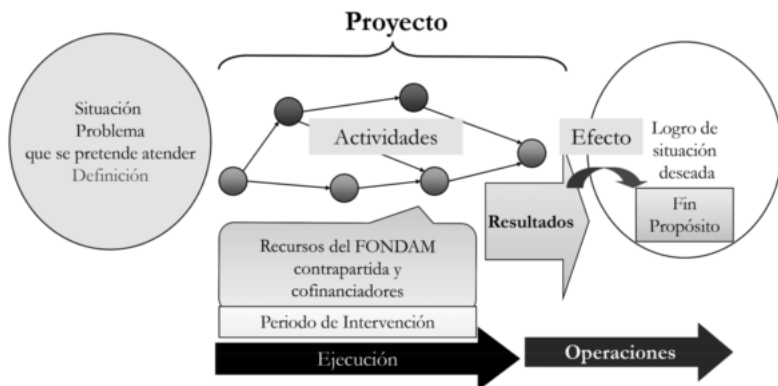 Proyecto
Situación
Problema
que se pretende atender
Definición
Actividades
Efecto
Logro de
situación
deseada
Fin
Propósito
Resultados
Recursos del FONDAM
contrapartida y
cofinanciadores
Periodo de Intervención
Ejecución
Operaciones